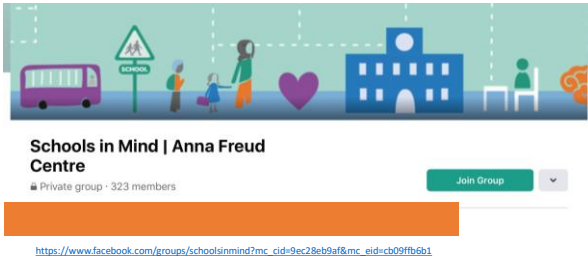 SCHOOL
Schools in Mind | Anna Freud
Centre
Private group · 323 members
Join Group
https://www.facebook.com/groups/schoolsinmind?mc_cid=9ec28eb9af&mc_eid=cb09ffb6b1